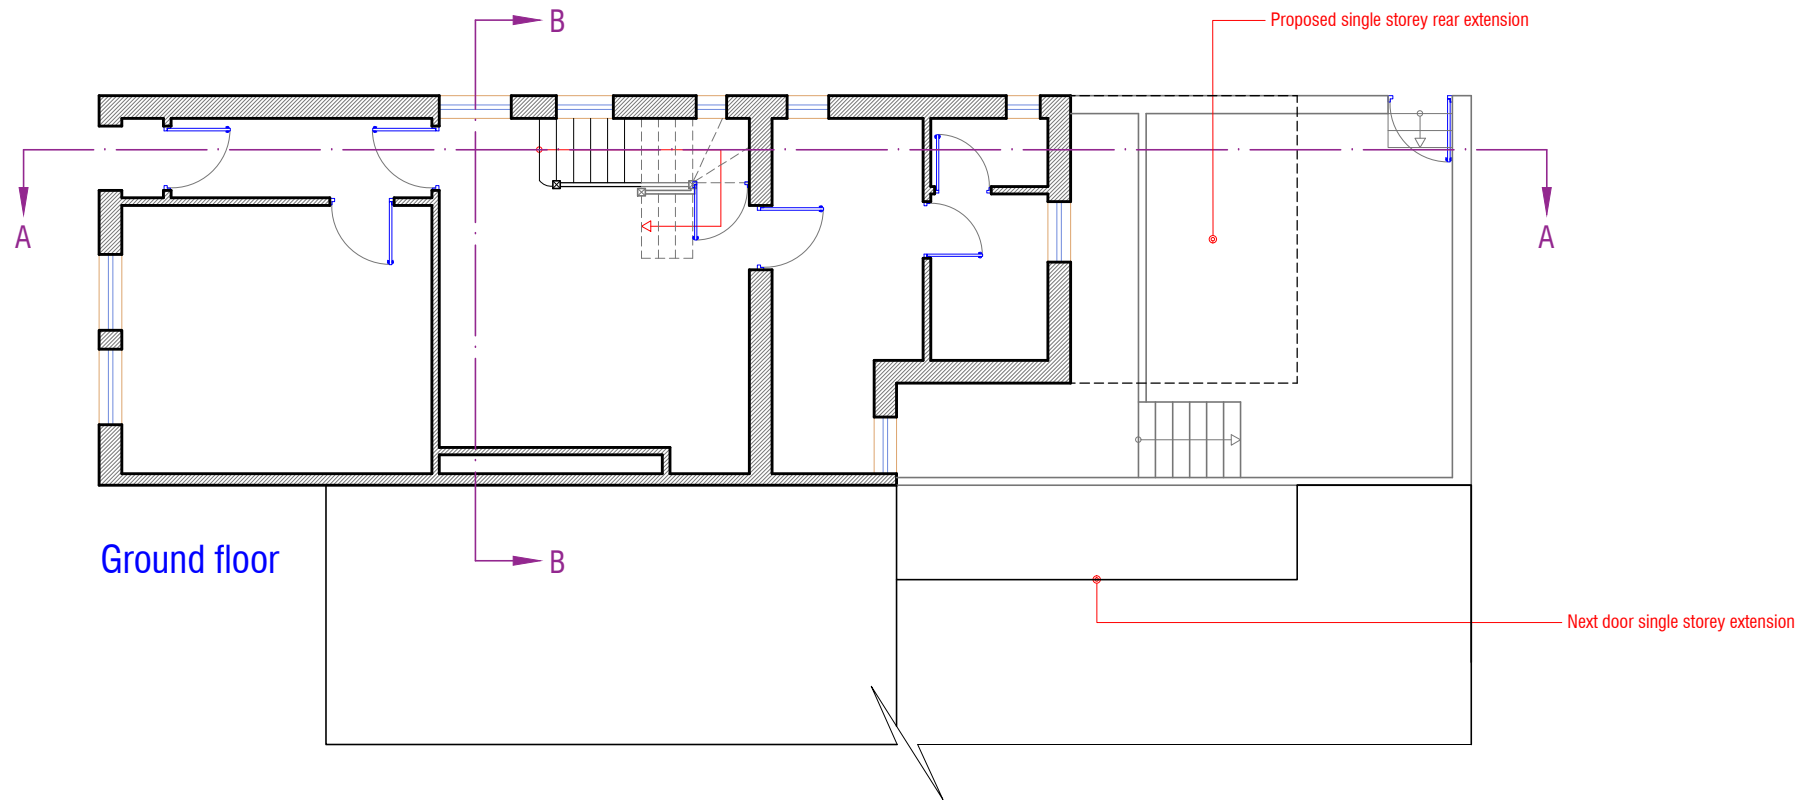 B
Proposed single storey rear extension
A
A
Ground floor
B
Next door single storey extension